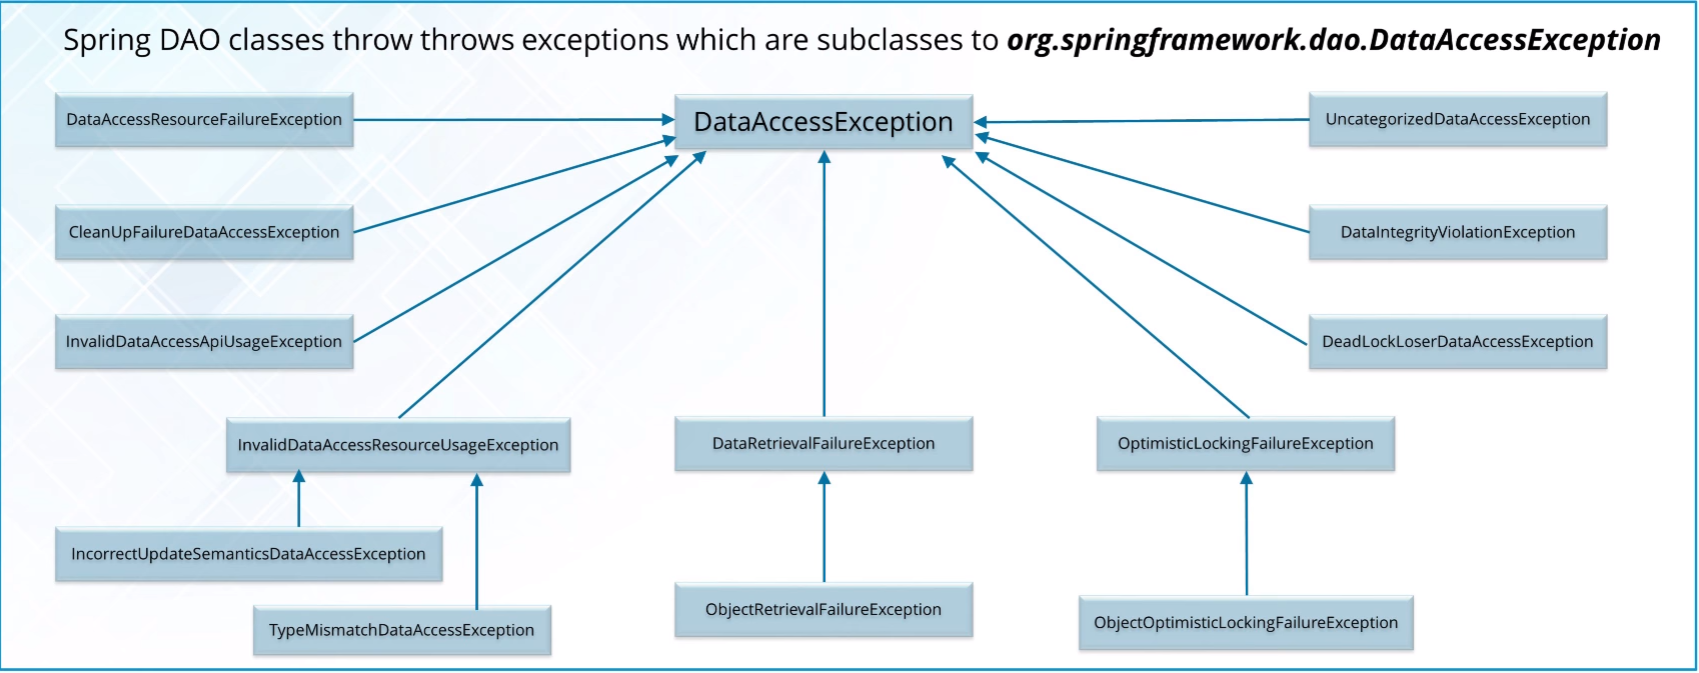 Spring DAO classes throw throws exceptions which are subclasses to org.springframework.dao.DataAccessException
DataAccessResourceFailureException
DataAccessException
UncategorizedDataAccessException
CleanUpFailureDataAccessException
DataIntegrityViolationException
InvalidDataAccessApiUsageException
DeadLockLoserDataAccessException
InvalidDataAccessResourceUsageException
DataRetrievalFailureException
OptimisticLockingFailureException
IncorrectUpdateSemanticsDataAccessException
ObjectRetrievalFailureException
ObjectOptimisticLockingFailureException
TypeMismatchDataAccessException